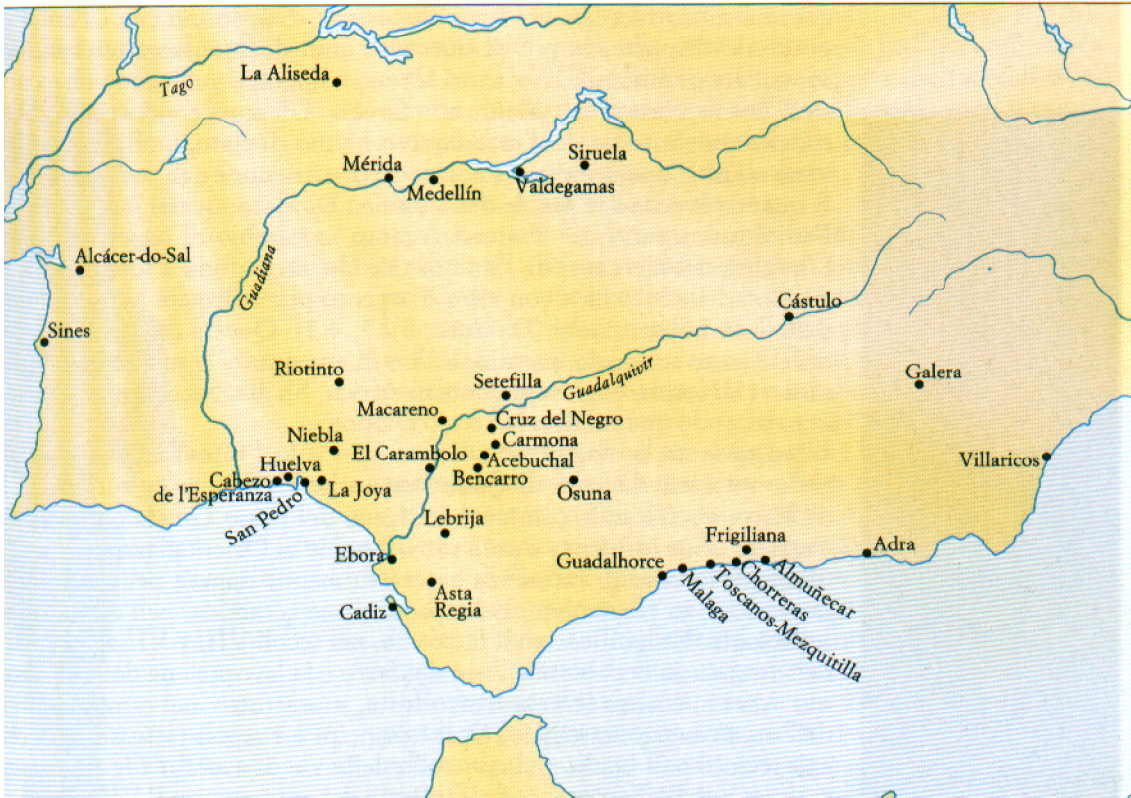 La Aliseda
Tago
Siruela
Mérida
Medellín
Valdegamas
Alcácer-do-Sal
Guadiana
Cástulo
Sines
Riotinto
Setefilla
Guadalquivir
Galera
Macareno
Cruz del Negro
Niebla
Carmona
El Carambolo
Acebuchal
Huelva
Bencarro
Villaricos
Cabezo
de l'Esperanza
La Joya
Osuna
San Pedro
Lebrija
Frigiliana
Ebora
Guadalhorce
Adra
Almuñecar
Chorreras
Toscanos-Mezquitilla
Malaga
Asta
Regia
Cadiz